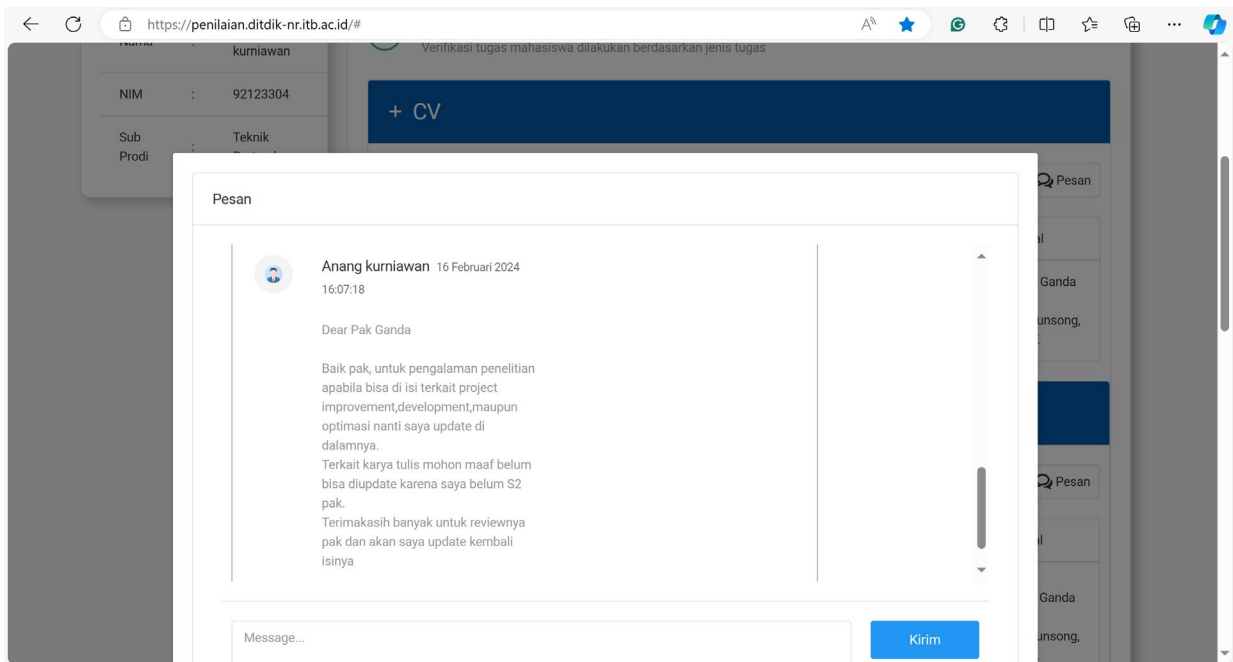 https://penilaian.ditdik-nr.itb.ac.id/#
Nama : kurniawan
Verifikasi tugas mahasiswa dilakukan berdasarkan jenis tugas
NIM : 92123304
+ CV
Sub Prodi : Teknik
Pesan
Pesan
Anang kurniawan 16 Februari 2024
16:07:18
Dear Pak Ganda
Baik pak, untuk pengalaman penelitian
apabila bisa di isi terkait project
improvement,development,maupun
optimasi nanti saya update di
dalamnya.
Terkait karya tulis mohon maaf belum
bisa diupdate karena saya belum S2
pak.
Terimakasih banyak untuk reviewnya
pak dan akan saya update kembali
isinya
Ganda
unsong,
Pesan
Ganda
unsong,
Message...
Kirim